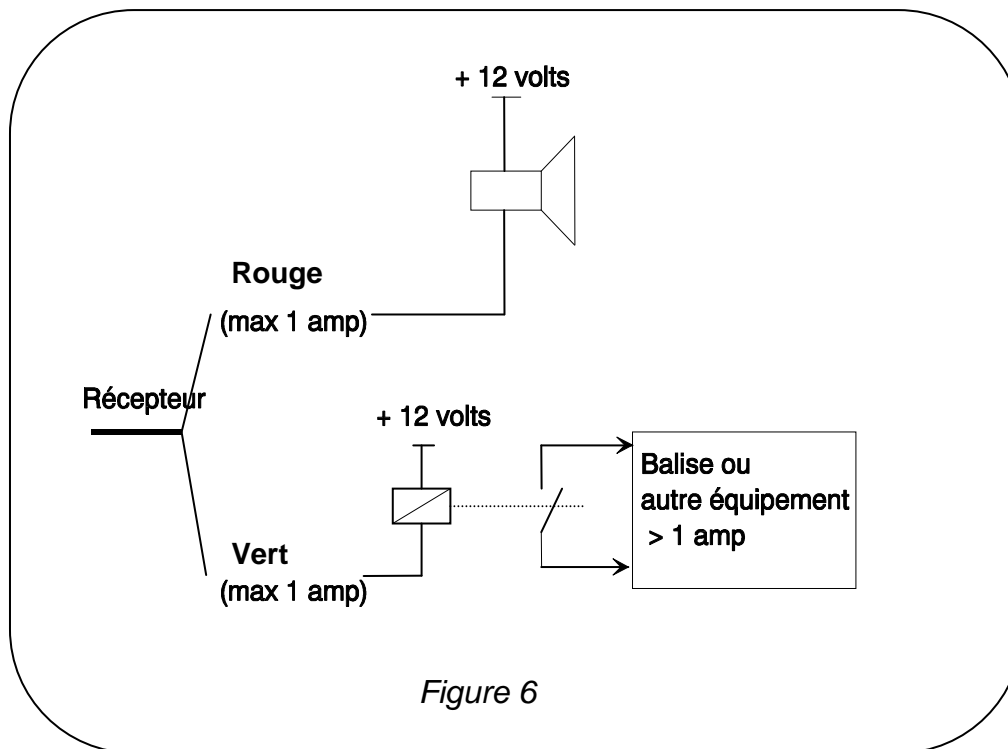 + 12 volts
Rouge
(max 1 amp)
Récepteur
+ 12 volts
Balise ou
autre équipement
> 1 amp
Vert
(max 1 amp)
Figure 6